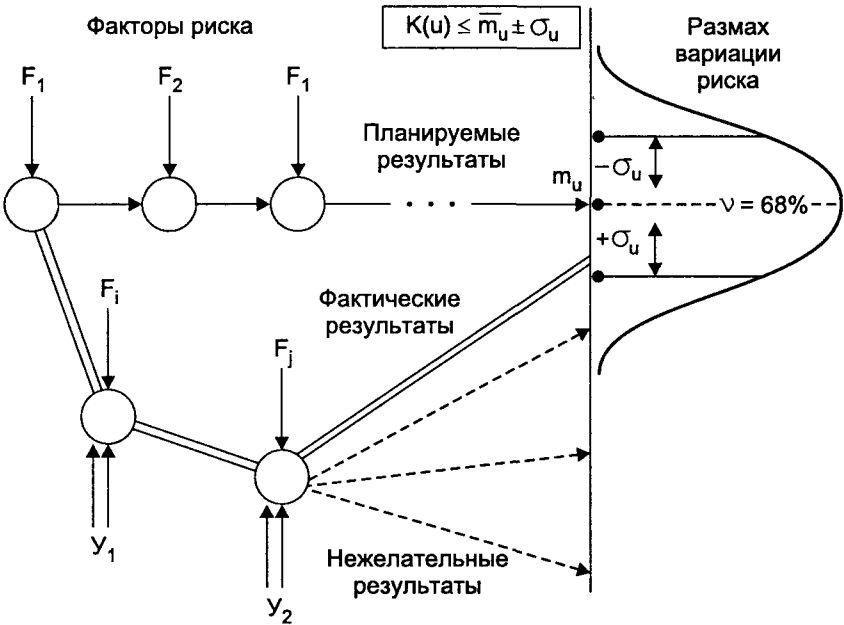 Факторы риска
K(u) ≤ m̅ᵤ ± σᵤ
Размах
вариации
риска
F₁
F₂
F₁
Планируемые
результаты
mᵤ
−σᵤ
. . .
ν = 68%
+σᵤ
Fᵢ
Фактические
результаты
Fⱼ
У₁
Нежелательные
результаты
У₂